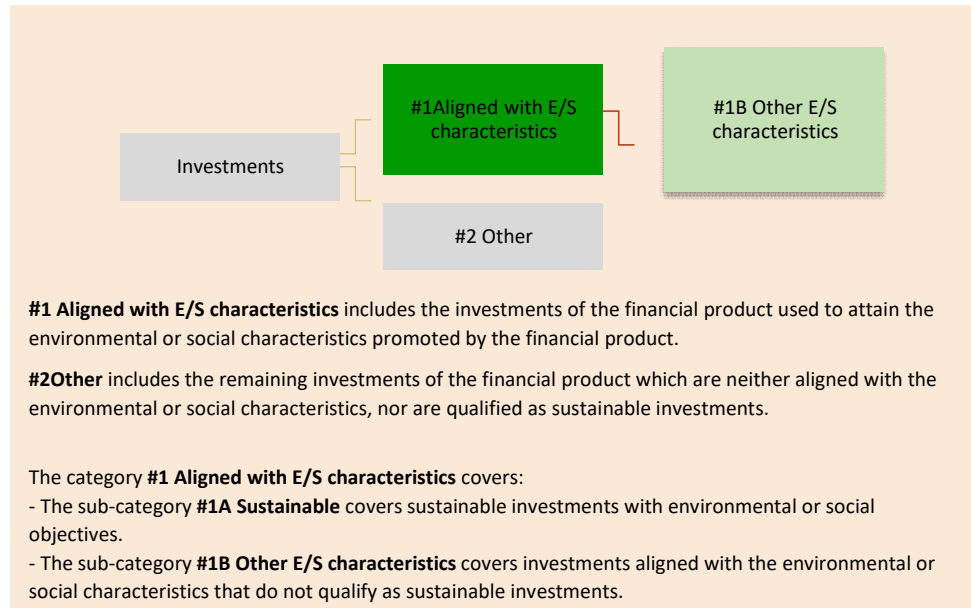 #1Aligned with E/S
characteristics
#1B Other E/S
characteristics
Investments
#2 Other
#1 Aligned with E/S characteristics includes the investments of the financial product used to attain the
environmental or social characteristics promoted by the financial product.
#2Other includes the remaining investments of the financial product which are neither aligned with the
environmental or social characteristics, nor are qualified as sustainable investments.
The category #1 Aligned with E/S characteristics covers:
- The sub-category #1A Sustainable covers sustainable investments with environmental or social
objectives.
- The sub-category #1B Other E/S characteristics covers investments aligned with the environmental or
social characteristics that do not qualify as sustainable investments.